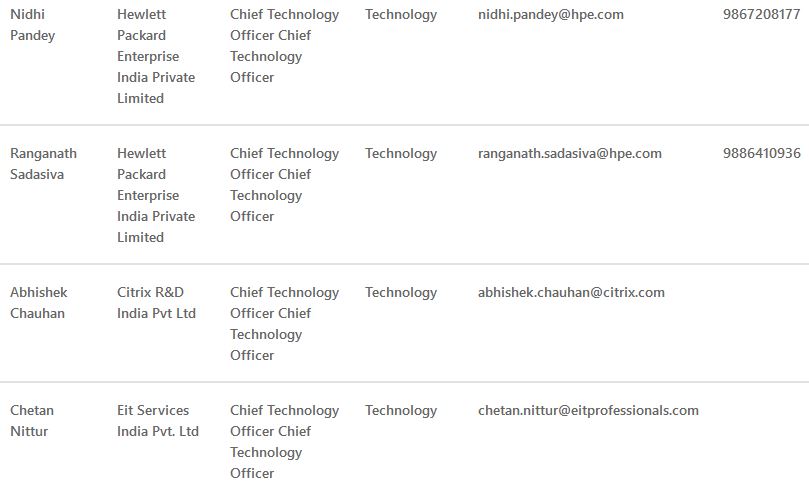 Nidhi Pandey
Hewlett Packard Enterprise India Private Limited
Chief Technology Officer Chief Technology Officer
Technology
nidhi.pandey@hpe.com
9867208177
Ranganath Sadasiva
Hewlett Packard Enterprise India Private Limited
Chief Technology Officer Chief Technology Officer
Technology
ranganath.sadasiva@hpe.com
9886410936
Abhishek Chauhan
Citrix R&D India Pvt Ltd
Chief Technology Officer Chief Technology Officer
Technology
abhishek.chauhan@citrix.com
Chetan Nittur
Eit Services India Pvt. Ltd
Chief Technology Officer Chief Technology Officer
Technology
chetan.nittur@eitprofessionals.com